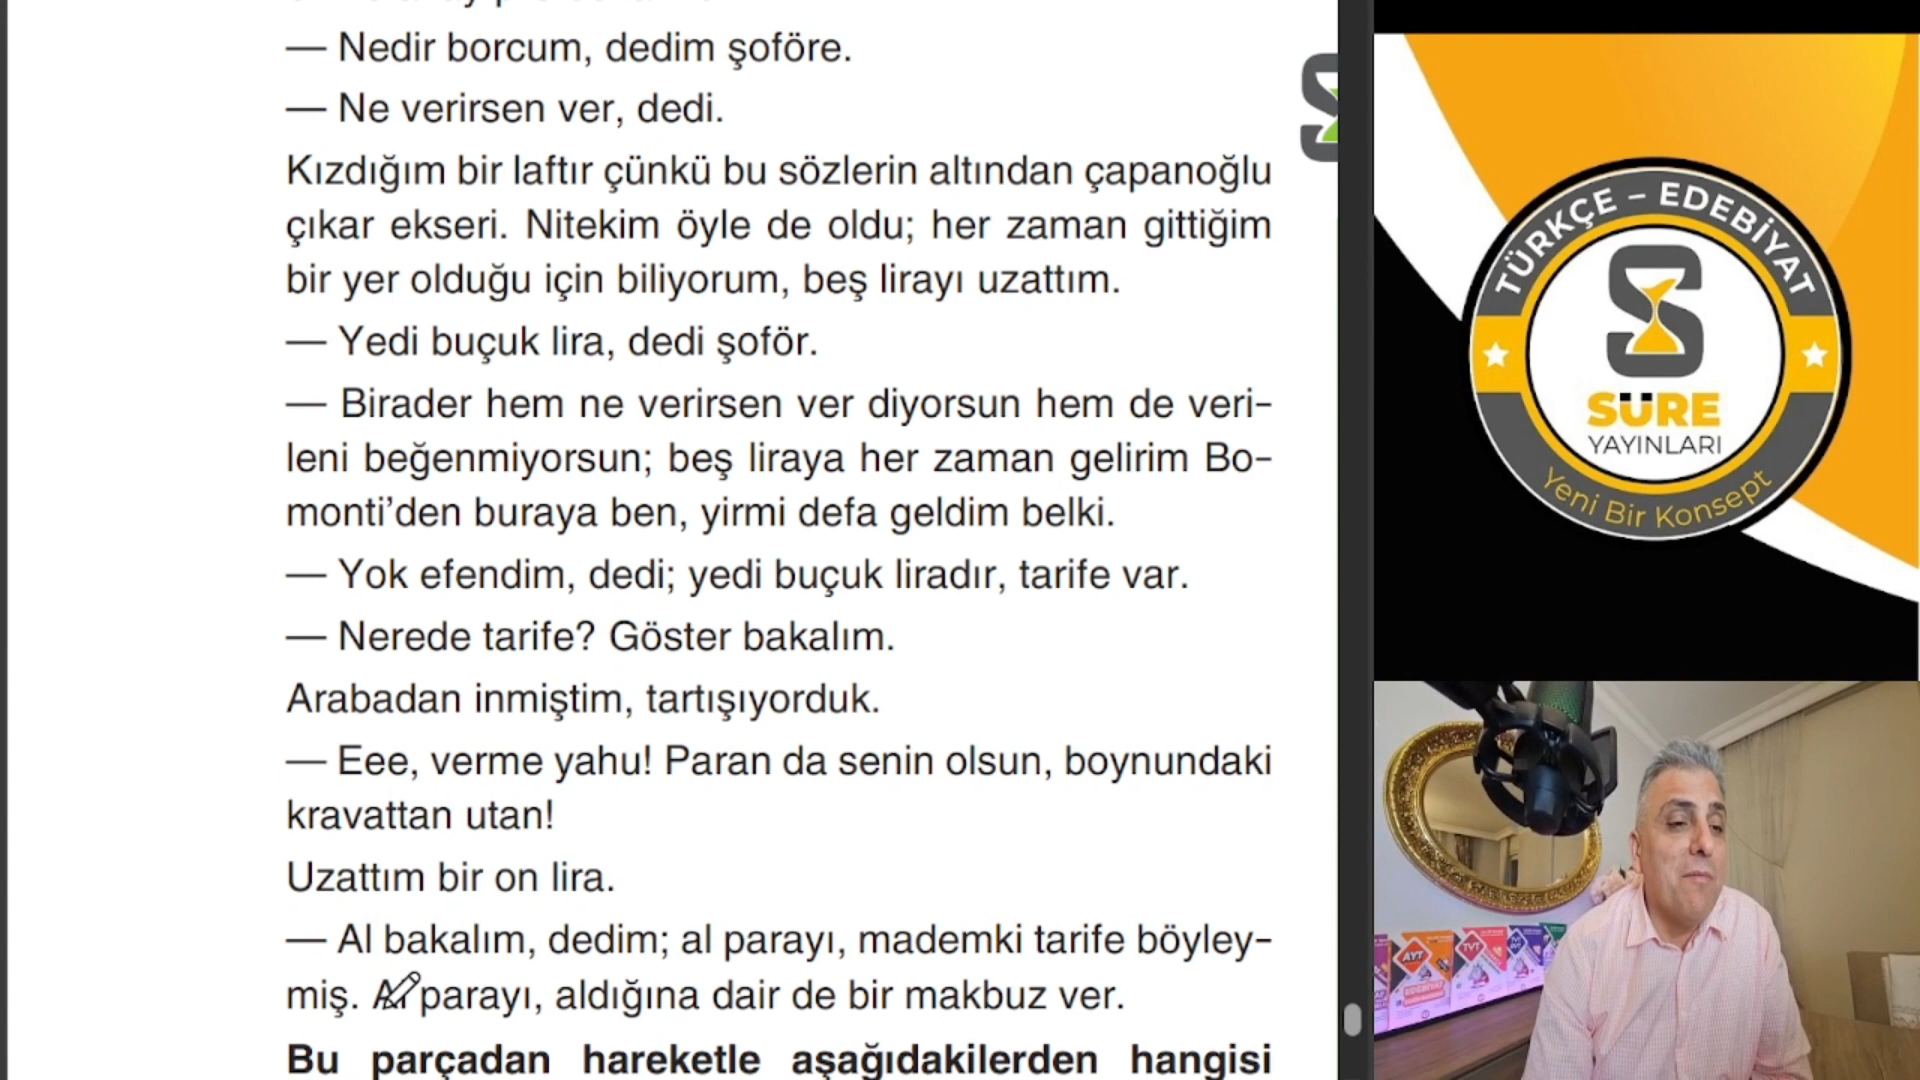 — Nedir borcum, dedim şoföre.
— Ne verirsen ver, dedi.
Kızdığım bir laftır çünkü bu sözlerin altından çapanoğlu
çıkar ekseri. Nitekim öyle de oldu; her zaman gittiğim
bir yer olduğu için biliyorum, beş lirayı uzattım.
— Yedi buçuk lira, dedi şoför.
— Birader hem ne verirsen ver diyorsun hem de veri-
leni beğenmiyorsun; beş liraya her zaman gelirim Bo-
monti’den buraya ben, yirmi defa geldim belki.
— Yok efendim, dedi; yedi buçuk liradır, tarife var.
— Nerede tarife? Göster bakalım.
Arabadan inmiştim, tartışıyorduk.
— Eee, verme yahu! Paran da senin olsun, boynundaki
kravattan utan!
Uzattım bir on lira.
— Al bakalım, dedim; al parayı, mademki tarife böyley-
miş. Al parayı, aldığına dair de bir makbuz ver.
Bu parçadan hareketle aşağıdakilerden hangisi
TÜRKÇE – EDEBİYAT
SÜRE
YAYINLARI
Yeni Bir Konsept
AYT
EDEBİYAT
TYT